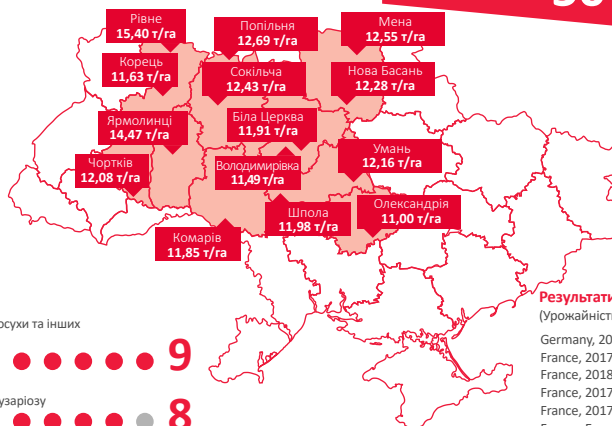 Рівне
15,40 т/га
Попільня
12,69 т/га
Мена
12,55 т/га
Корець
11,63 т/га
Сокільча
12,43 т/га
Нова Басань
12,28 т/га
Ярмолинці
14,47 т/га
Біла Церква
11,91 т/га
Чортків
12,08 т/га
Володимирівка
11,49 т/га
Умань
12,16 т/га
Шпола
11,98 т/га
Олександрія
11,00 т/га
Комарів
11,85 т/га
осухи та інших
9
узаріозу
8
Результати
(Урожайніст
Germany, 20
France, 2017
France, 2018
France, 2017
France, 2017